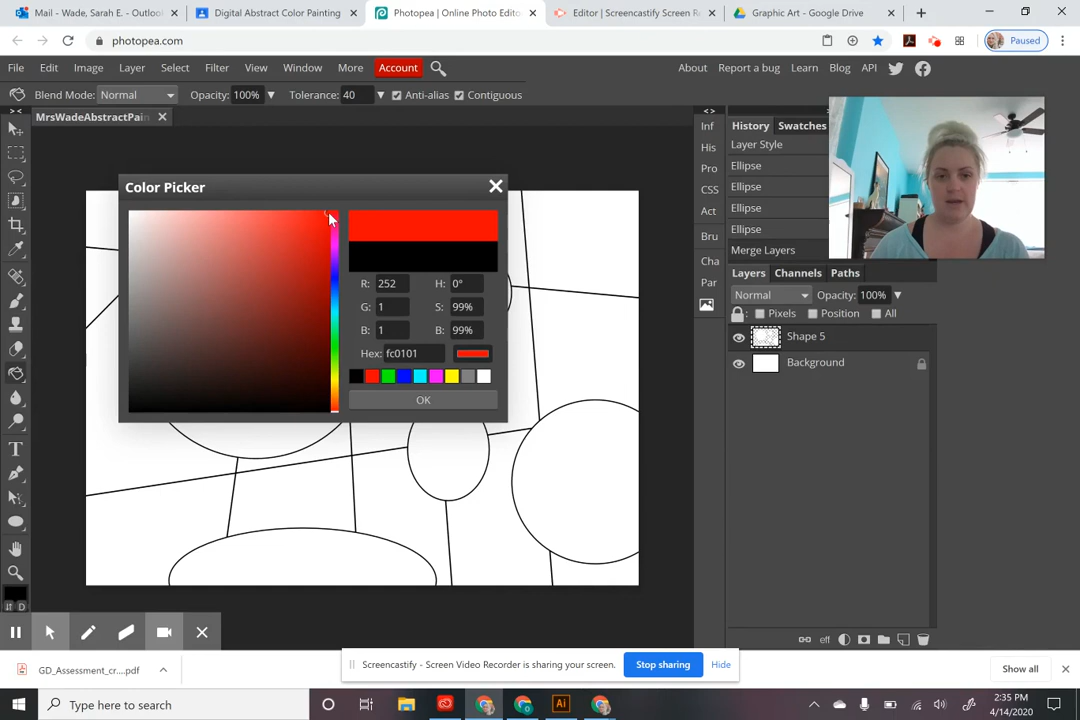 Mail - Wade, Sarah E. - Outloo
Digital Abstract Color Painting
Photopea | Online Photo Edito
Editor | Screencastify Screen R
Graphic Art - Google Drive
photopea.com
Paused
File Edit Image Layer Select Filter View Window More Account
About Report a bug Learn Blog API
Blend Mode: Normal Opacity: 100% Tolerance: 40 Anti-alias Contiguous
MrsWadeAbstractPain
Color Picker
R: 252 H: 0°
G: 1 S: 99%
B: 1 B: 99%
Hex: fc0101
OK
Inf
His
Pro
CSS
Act
Bru
Cha
Par
History Swatches
Layer Style
Ellipse
Ellipse
Ellipse
Ellipse
Merge Layers
Layers Channels Paths
Normal Opacity: 100%
Pixels Position All
Shape 5
Background
eff
D
GD_Assessment_cr....pdf
Screencastify - Screen Video Recorder is sharing your screen.
Stop sharing
Hide
Show all
Type here to search
Ai
2:35 PM
4/14/2020